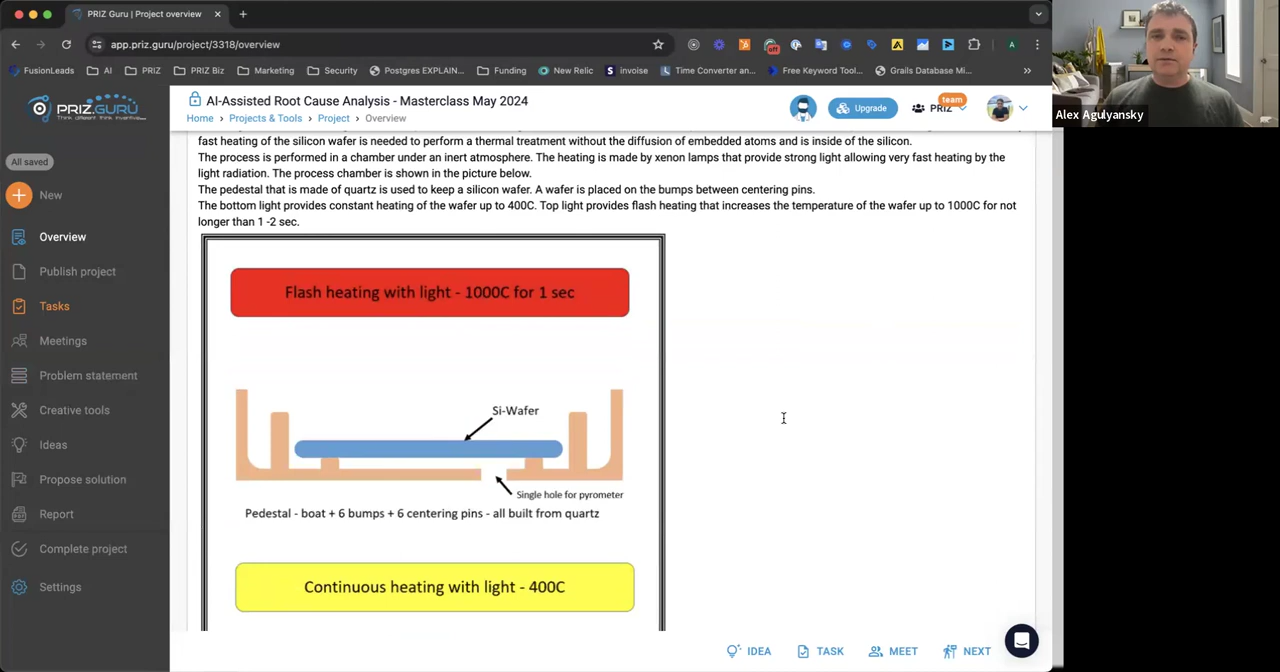 PRIZ Guru | Project overview
app.priz.guru/project/3318/overview
off
A
FusionLeads
AI
PRIZ
PRIZ Biz
Marketing
Security
Postgres EXPLAIN...
Funding
New Relic
invoise
Time Converter an...
Free Keyword Tool...
Grails Database Mi...
»
Alex Agulyansky
PRIZ.GURU
Think different think inventive
AI-Assisted Root Cause Analysis - Masterclass May 2024
Home > Projects & Tools > Project > Overview
Upgrade
PRIZ
team
All saved
New
Overview
Publish project
Tasks
Meetings
Problem statement
Creative tools
Ideas
Propose solution
Report
Complete project
Settings
fast heating of the silicon wafer is needed to perform a thermal treatment without the diffusion of embedded atoms and is inside of the silicon.
The process is performed in a chamber under an inert atmosphere. The heating is made by xenon lamps that provide strong light allowing very fast heating by the
light radiation. The process chamber is shown in the picture below.
The pedestal that is made of quartz is used to keep a silicon wafer. A wafer is placed on the bumps between centering pins.
The bottom light provides constant heating of the wafer up to 400C. Top light provides flash heating that increases the temperature of the wafer up to 1000C for not
longer than 1 -2 sec.
Flash heating with light - 1000C for 1 sec
Si-Wafer
Single hole for pyrometer
Pedestal - boat + 6 bumps + 6 centering pins - all built from quartz
Continuous heating with light - 400C
IDEA
TASK
MEET
NEXT